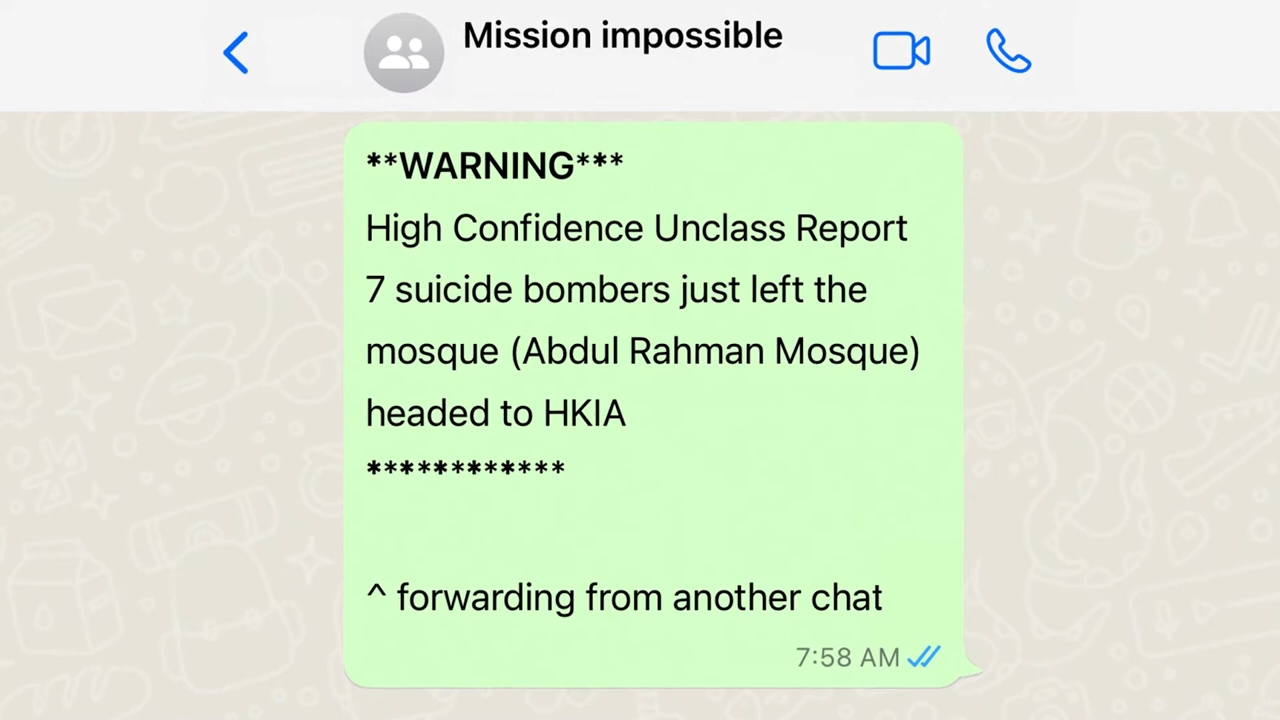 Mission impossible
**WARNING***
High Confidence Unclass Report
7 suicide bombers just left the
mosque (Abdul Rahman Mosque)
headed to HKIA
************
^ forwarding from another chat
7:58 AM